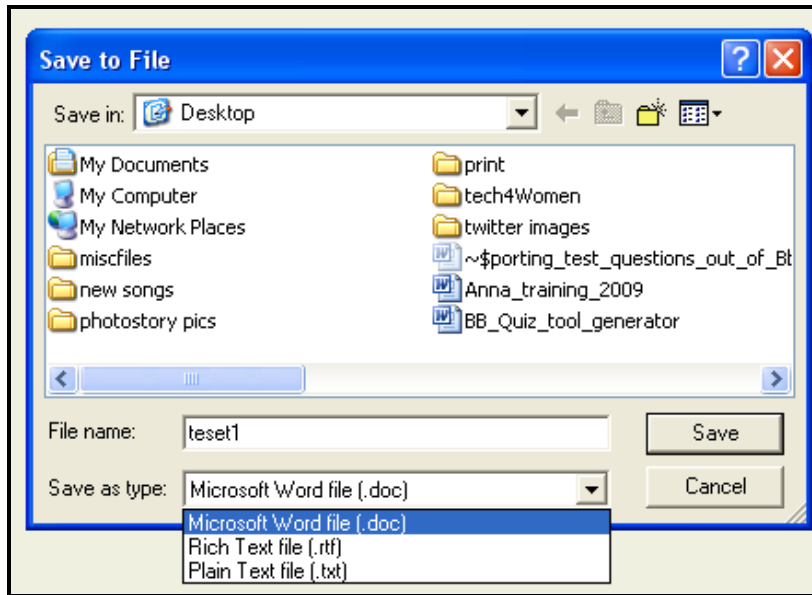 Save to File
Save in: Desktop
My Documents
My Computer
My Network Places
miscfiles
new songs
photostory pics
print
tech4Women
twitter images
~$porting_test_questions_out_of_Bb
Anna_training_2009
BB_Quiz_tool_generator
File name: teset1
Save
Save as type: Microsoft Word file (.doc)
Cancel
Microsoft Word file (.doc)
Rich Text file (.rtf)
Plain Text file (.txt)